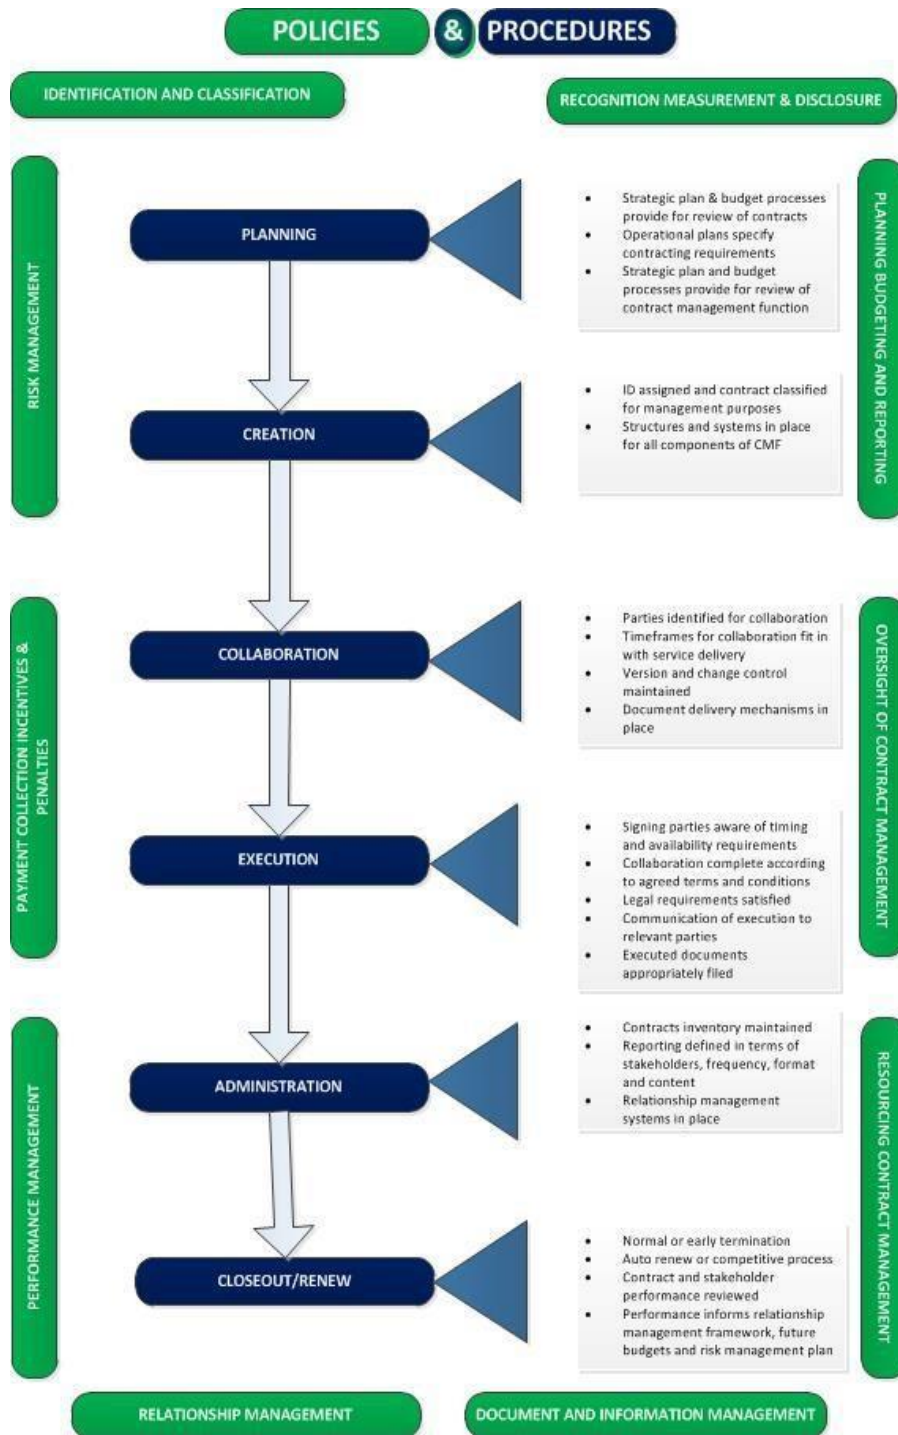 POLICIES & PROCEDURES
IDENTIFICATION AND CLASSIFICATION
RECOGNITION MEASUREMENT & DISCLOSURE
RISK MANAGEMENT
PLANNING BUDGETING AND REPORTING
PLANNING
• Strategic plan & budget processes
provide for review of contracts
• Operational plans specify
contracting requirements
• Strategic plan and budget
processes provide for review of
contract management function
CREATION
• ID assigned and contract classified
for management purposes
• Structures and systems in place
for all components of CMF
PAYMENT COLLECTION INCENTIVES &
PENALTIES
OVERSIGHT OF CONTRACT MANAGEMENT
COLLABORATION
• Parties identified for collaboration
• Timeframes for collaboration fit in
with service delivery
• Version and change control
maintained
• Document delivery mechanisms in
place
EXECUTION
• Signing parties aware of timing
and availability requirements
• Collaboration complete according
to agreed terms and conditions
• Legal requirements satisfied
• Communication of execution to
relevant parties
• Executed documents
appropriately filed
PERFORMANCE MANAGEMENT
RESOURCING CONTRACT MANAGEMENT
ADMINISTRATION
• Contracts inventory maintained
• Reporting defined in terms of
stakeholders, frequency, format
and content
• Relationship management
systems in place
CLOSEOUT/RENEW
• Normal or early termination
• Auto renew or competitive process
• Contract and stakeholder
performance reviewed
• Performance informs relationship
management framework, future
budgets and risk management plan
RELATIONSHIP MANAGEMENT
DOCUMENT AND INFORMATION MANAGEMENT